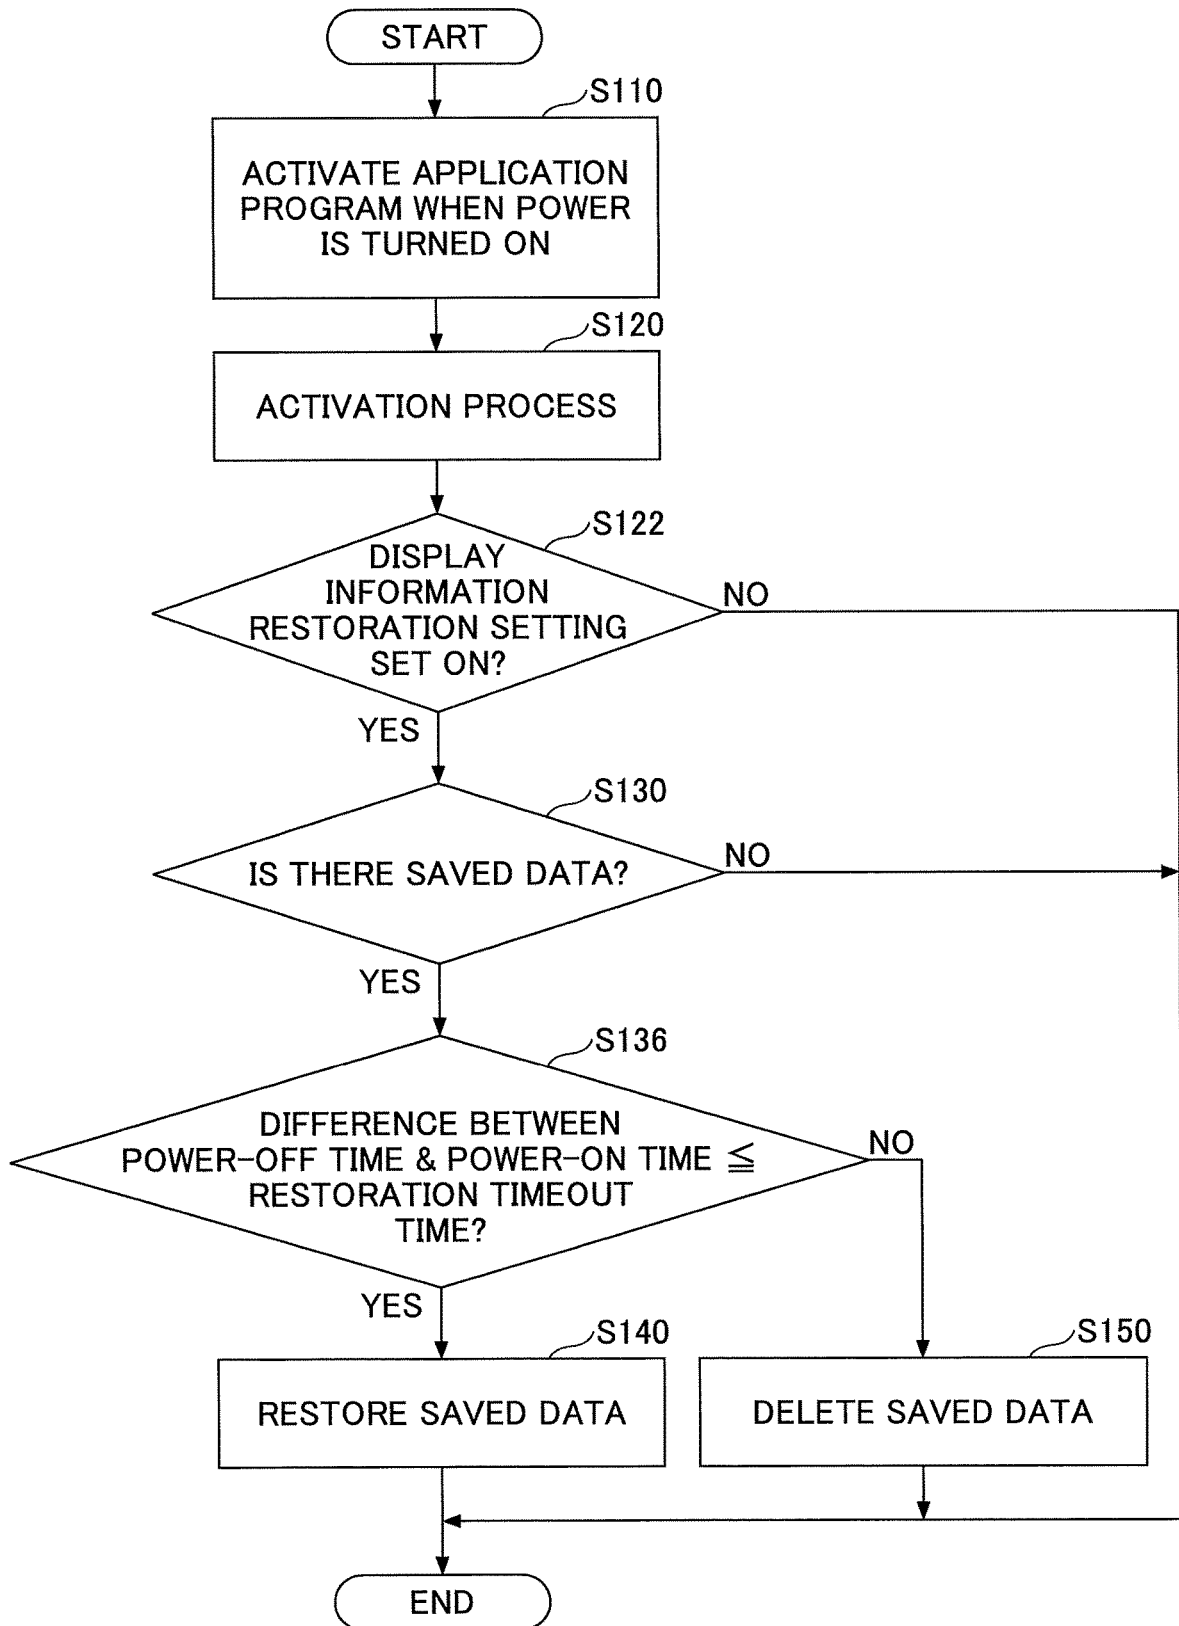 START
S110
ACTIVATE APPLICATION
PROGRAM WHEN POWER
IS TURNED ON
S120
ACTIVATION PROCESS
S122
DISPLAY
INFORMATION
RESTORATION SETTING
SET ON?
NO
YES
S130
IS THERE SAVED DATA?
NO
YES
S136
DIFFERENCE BETWEEN
POWER-OFF TIME & POWER-ON TIME ≦
RESTORATION TIMEOUT
TIME?
NO
YES
S140
RESTORE SAVED DATA
S150
DELETE SAVED DATA
END